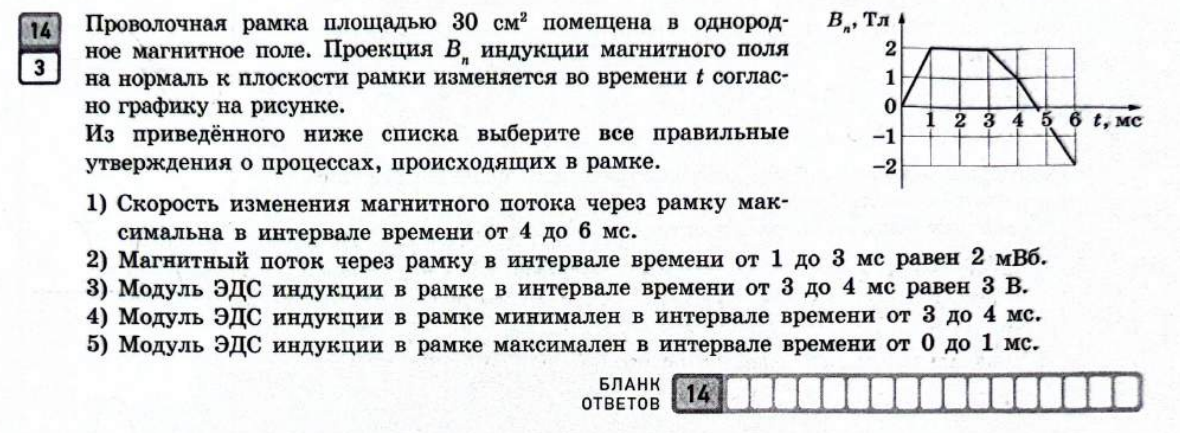 14
3
Проволочная рамка площадью 30 см² помещена в однород-
ное магнитное поле. Проекция Bₙ индукции магнитного поля
на нормаль к плоскости рамки изменяется во времени t соглас-
но графику на рисунке.
Из приведённого ниже списка выберите все правильные
утверждения о процессах, происходящих в рамке.
Bₙ, Тл
2
1
0
−1
−2
1 2 3 4 5 6 t, мс
1) Скорость изменения магнитного потока через рамку мак-
симальна в интервале времени от 4 до 6 мс.
2) Магнитный поток через рамку в интервале времени от 1 до 3 мс равен 2 мВб.
3) Модуль ЭДС индукции в рамке в интервале времени от 3 до 4 мс равен 3 В.
4) Модуль ЭДС индукции в рамке минимален в интервале времени от 3 до 4 мс.
5) Модуль ЭДС индукции в рамке максимален в интервале времени от 0 до 1 мс.
БЛАНК
ОТВЕТОВ
14